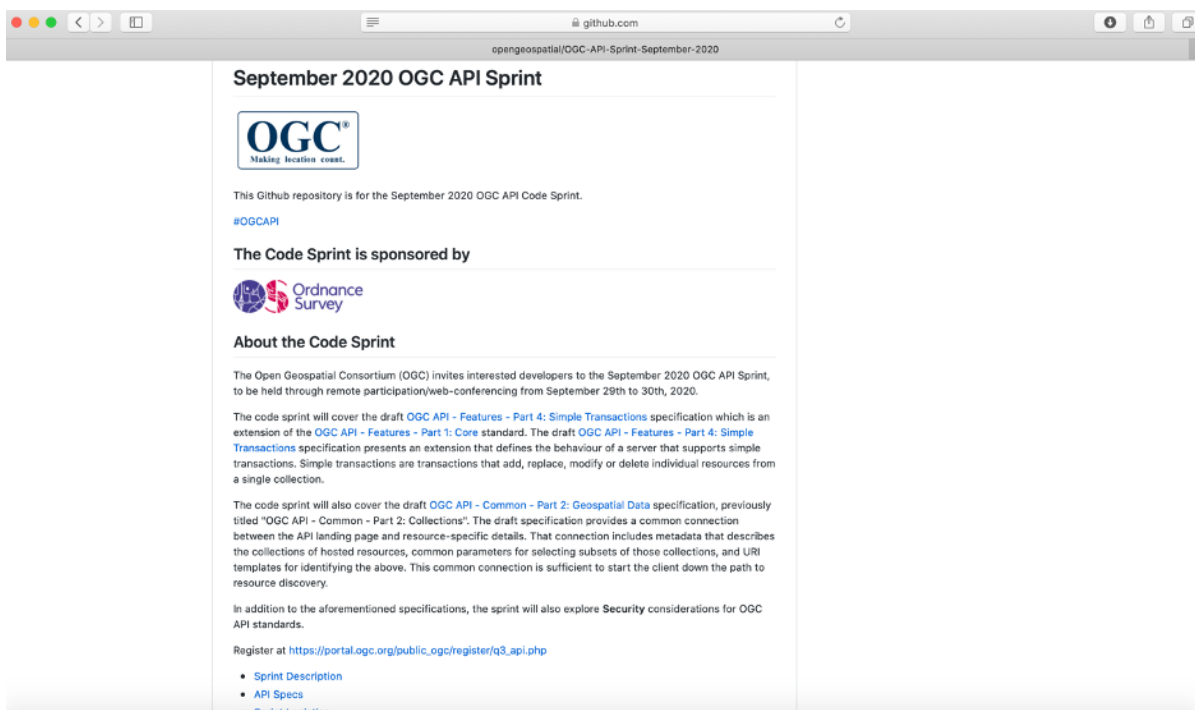 github.com
opengeospatial/OGC-API-Sprint-September-2020
September 2020 OGC API Sprint
OGC®
Making location count.
This Github repository is for the September 2020 OGC API Code Sprint.
#OGCAPI
The Code Sprint is sponsored by
Ordnance
Survey
About the Code Sprint
The Open Geospatial Consortium (OGC) invites interested developers to the September 2020 OGC API Sprint,
to be held through remote participation/web-conferencing from September 29th to 30th, 2020.
The code sprint will cover the draft OGC API - Features - Part 4: Simple Transactions specification which is an
extension of the OGC API - Features - Part 1: Core standard. The draft OGC API - Features - Part 4: Simple
Transactions specification presents an extension that defines the behaviour of a server that supports simple
transactions. Simple transactions are transactions that add, replace, modify or delete individual resources from
a single collection.
The code sprint will also cover the draft OGC API - Common - Part 2: Geospatial Data specification, previously
titled "OGC API - Common - Part 2: Collections". The draft specification provides a common connection
between the API landing page and resource-specific details. That connection includes metadata that describes
the collections of hosted resources, common parameters for selecting subsets of those collections, and URI
templates for identifying the above. This common connection is sufficient to start the client down the path to
resource discovery.
In addition to the aforementioned specifications, the sprint will also explore Security considerations for OGC
API standards.
Register at https://portal.ogc.org/public_ogc/register/q3_api.php
• Sprint Description
• API Specs